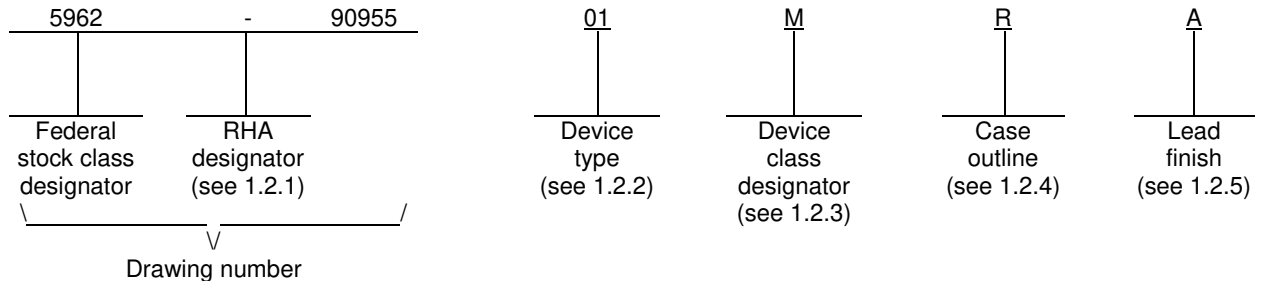 5962 - 90955 01 M R A
Federal stock class designator
RHA designator (see 1.2.1)
Device type (see 1.2.2)
Device class designator (see 1.2.3)
Case outline (see 1.2.4)
Lead finish (see 1.2.5)
\ /
\/
Drawing number